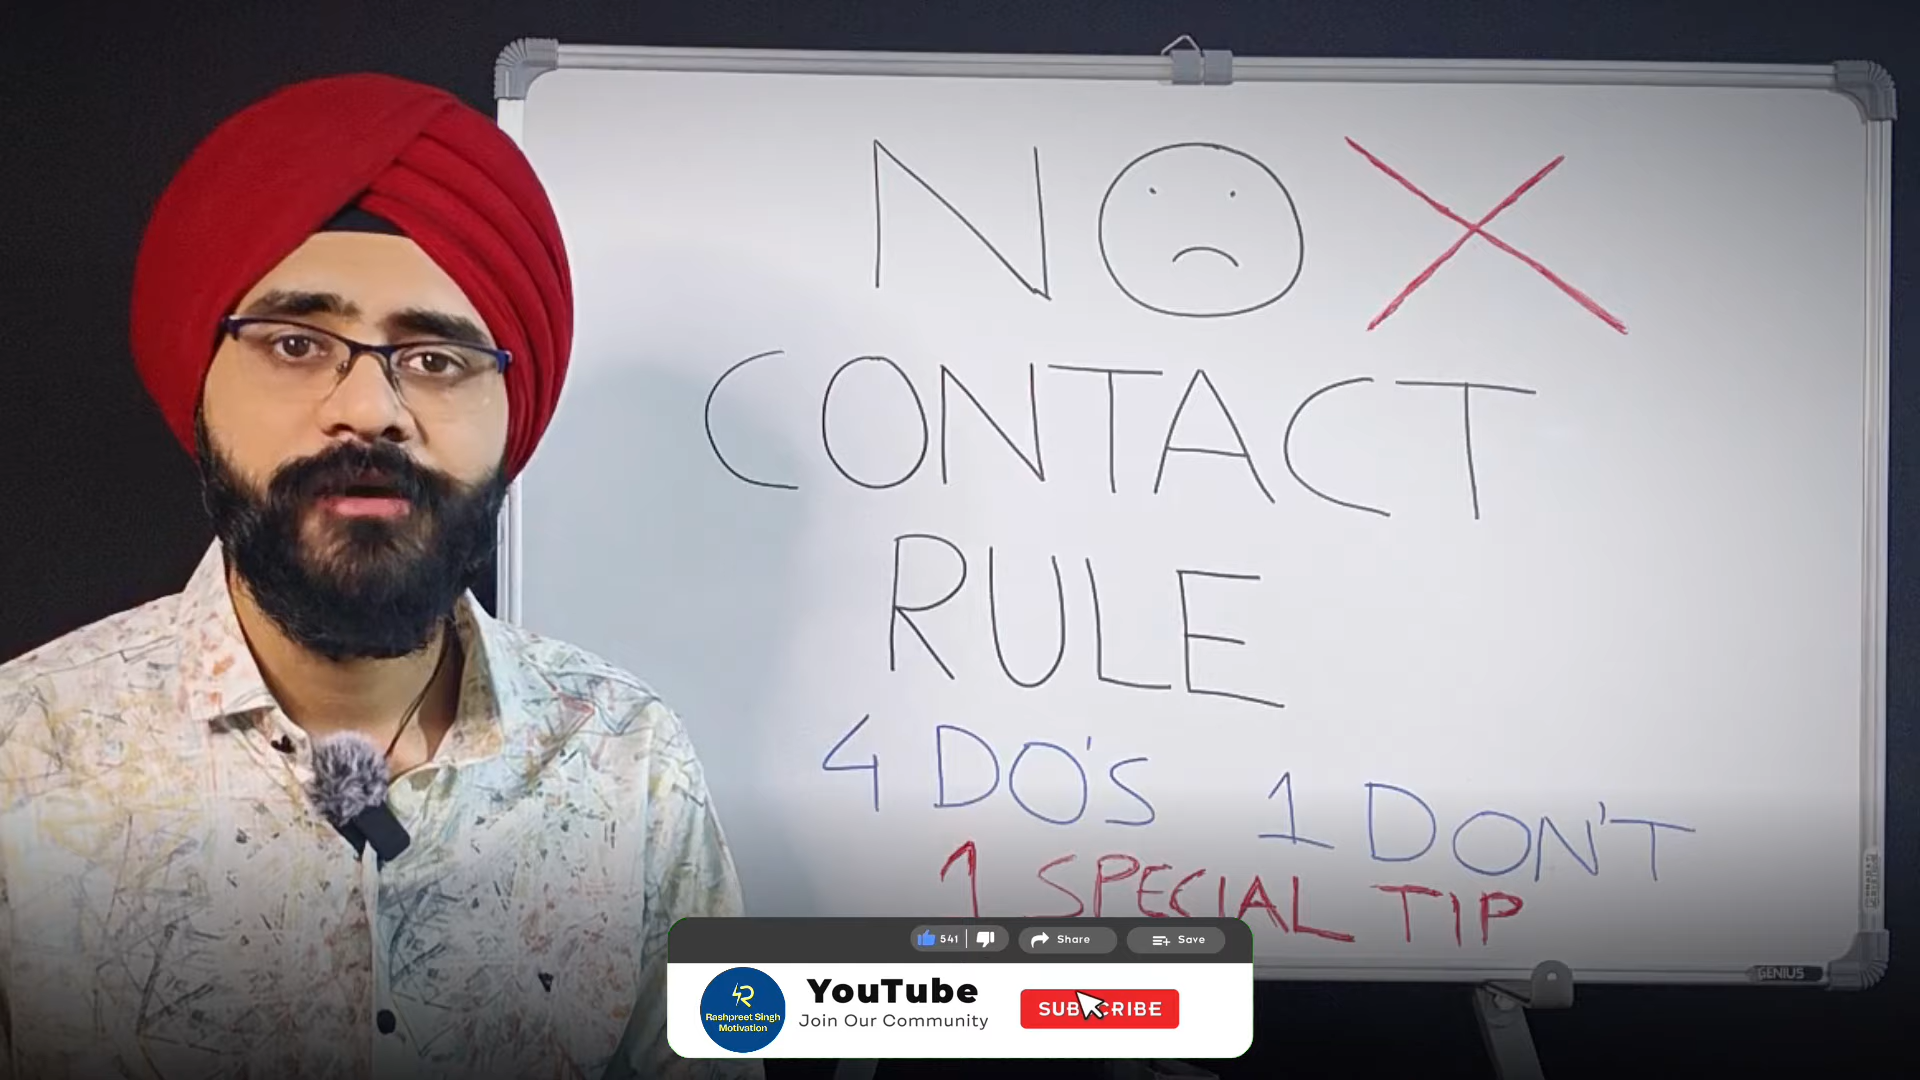 NO X
CONTACT
RULE
4 DO'S 1 DON'T
1 SPECIAL TIP
541
Share
Save
YouTube
Join Our Community
SUBSCRIBE
Rashpreet Singh
Motivation
GENIUS